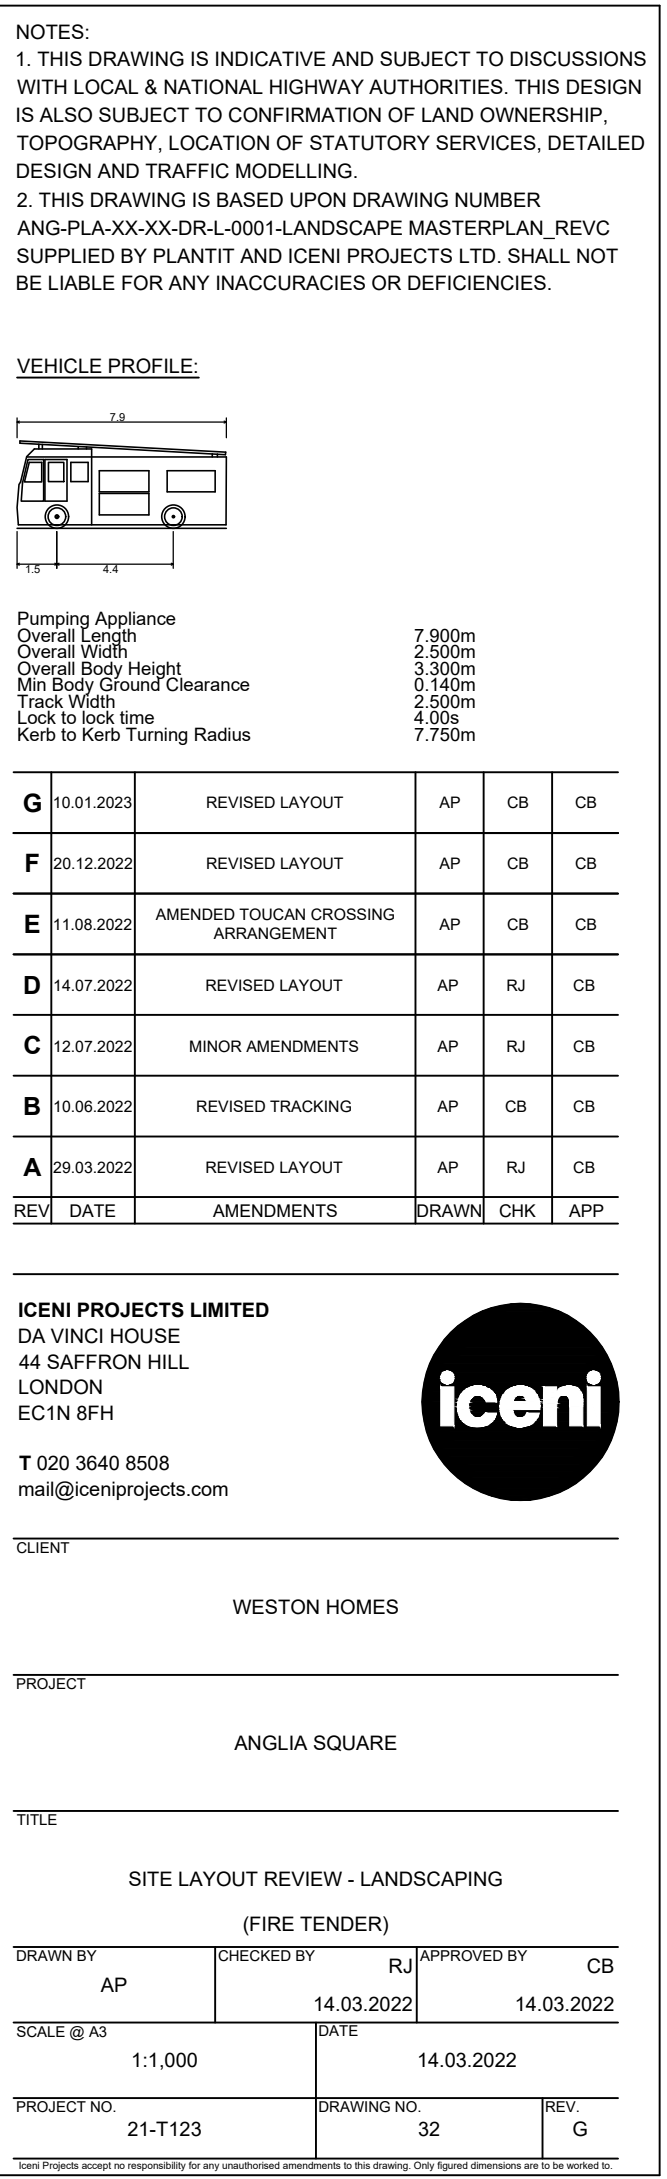 NOTES:
1. THIS DRAWING IS INDICATIVE AND SUBJECT TO DISCUSSIONS
WITH LOCAL & NATIONAL HIGHWAY AUTHORITIES. THIS DESIGN
IS ALSO SUBJECT TO CONFIRMATION OF LAND OWNERSHIP,
TOPOGRAPHY, LOCATION OF STATUTORY SERVICES, DETAILED
DESIGN AND TRAFFIC MODELLING.
2. THIS DRAWING IS BASED UPON DRAWING NUMBER
ANG-PLA-XX-XX-DR-L-0001-LANDSCAPE MASTERPLAN_REVC
SUPPLIED BY PLANTIT AND ICENI PROJECTS LTD. SHALL NOT
BE LIABLE FOR ANY INACCURACIES OR DEFICIENCIES.
VEHICLE PROFILE:
7.9
1.5 4.4
Pumping Appliance
Overall Length 7.900m
Overall Width 2.500m
Overall Body Height 3.300m
Min Body Ground Clearance 0.140m
Track Width 2.500m
Lock to lock time 4.00s
Kerb to Kerb Turning Radius 7.750m
G 10.01.2023 REVISED LAYOUT AP CB CB
F 20.12.2022 REVISED LAYOUT AP CB CB
E 11.08.2022 AMENDED TOUCAN CROSSING
ARRANGEMENT AP CB CB
D 14.07.2022 REVISED LAYOUT AP RJ CB
C 12.07.2022 MINOR AMENDMENTS AP RJ CB
B 10.06.2022 REVISED TRACKING AP CB CB
A 29.03.2022 REVISED LAYOUT AP RJ CB
REV DATE AMENDMENTS DRAWN CHK APP
ICENI PROJECTS LIMITED
DA VINCI HOUSE
44 SAFFRON HILL
LONDON
EC1N 8FH
T 020 3640 8508
mail@iceniprojects.com
iceni
CLIENT
WESTON HOMES
PROJECT
ANGLIA SQUARE
TITLE
SITE LAYOUT REVIEW - LANDSCAPING
(FIRE TENDER)
DRAWN BY CHECKED BY APPROVED BY
AP RJ CB
14.03.2022 14.03.2022
SCALE @ A3 DATE
1:1,000 14.03.2022
PROJECT NO. DRAWING NO. REV.
21-T123 32 G
Iceni Projects accept no responsibility for any unauthorised amendments to this drawing. Only figured dimensions are to be worked to.